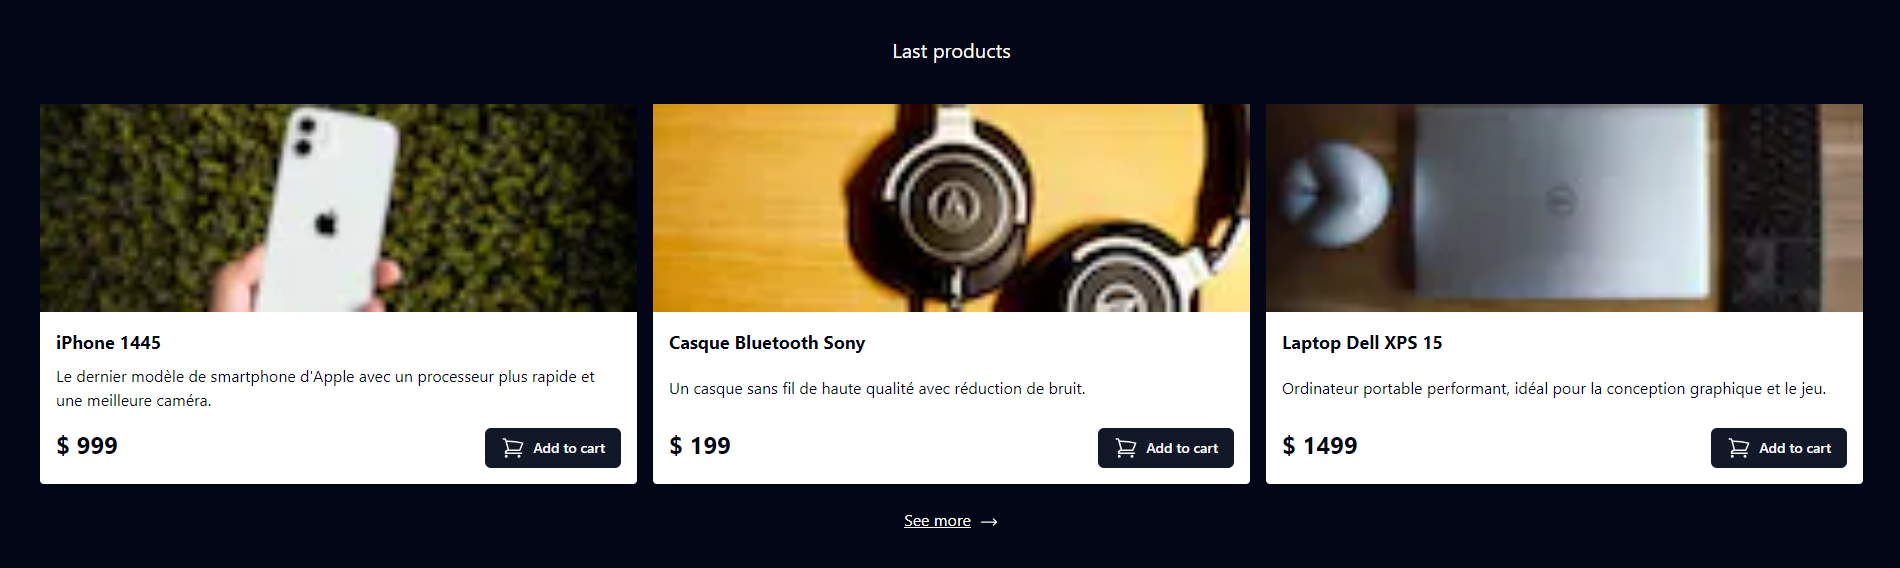 Last products
iPhone 1445
Le dernier modèle de smartphone d'Apple avec un processeur plus rapide et
une meilleure caméra.
$ 999
Add to cart
Casque Bluetooth Sony
Un casque sans fil de haute qualité avec réduction de bruit.
$ 199
Add to cart
Laptop Dell XPS 15
Ordinateur portable performant, idéal pour la conception graphique et le jeu.
$ 1499
Add to cart
See more